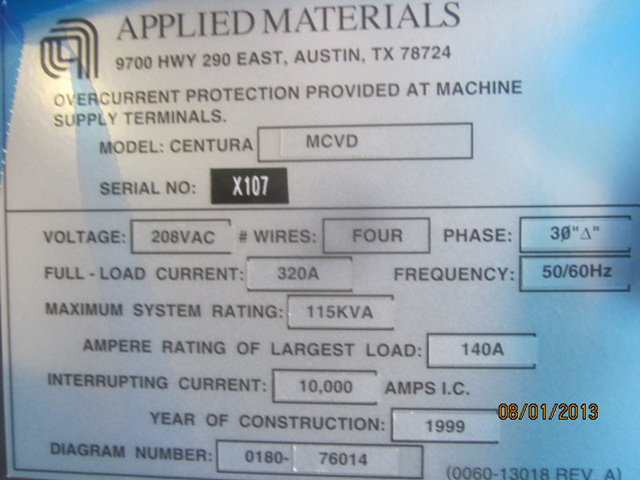 APPLIED MATERIALS
9700 HWY 290 EAST, AUSTIN, TX 78724
OVERCURRENT PROTECTION PROVIDED AT MACHINE
SUPPLY TERMINALS.
MODEL: CENTURA MCVD
SERIAL NO: X107
VOLTAGE: 208VAC # WIRES: FOUR PHASE: 3Ø"Δ"
FULL - LOAD CURRENT: 320A FREQUENCY: 50/60Hz
MAXIMUM SYSTEM RATING: 115KVA
AMPERE RATING OF LARGEST LOAD: 140A
INTERRUPTING CURRENT: 10,000 AMPS I.C.
YEAR OF CONSTRUCTION: 1999
08/01/2013
DIAGRAM NUMBER: 0180- 76014
(0060-13018 REV. A)